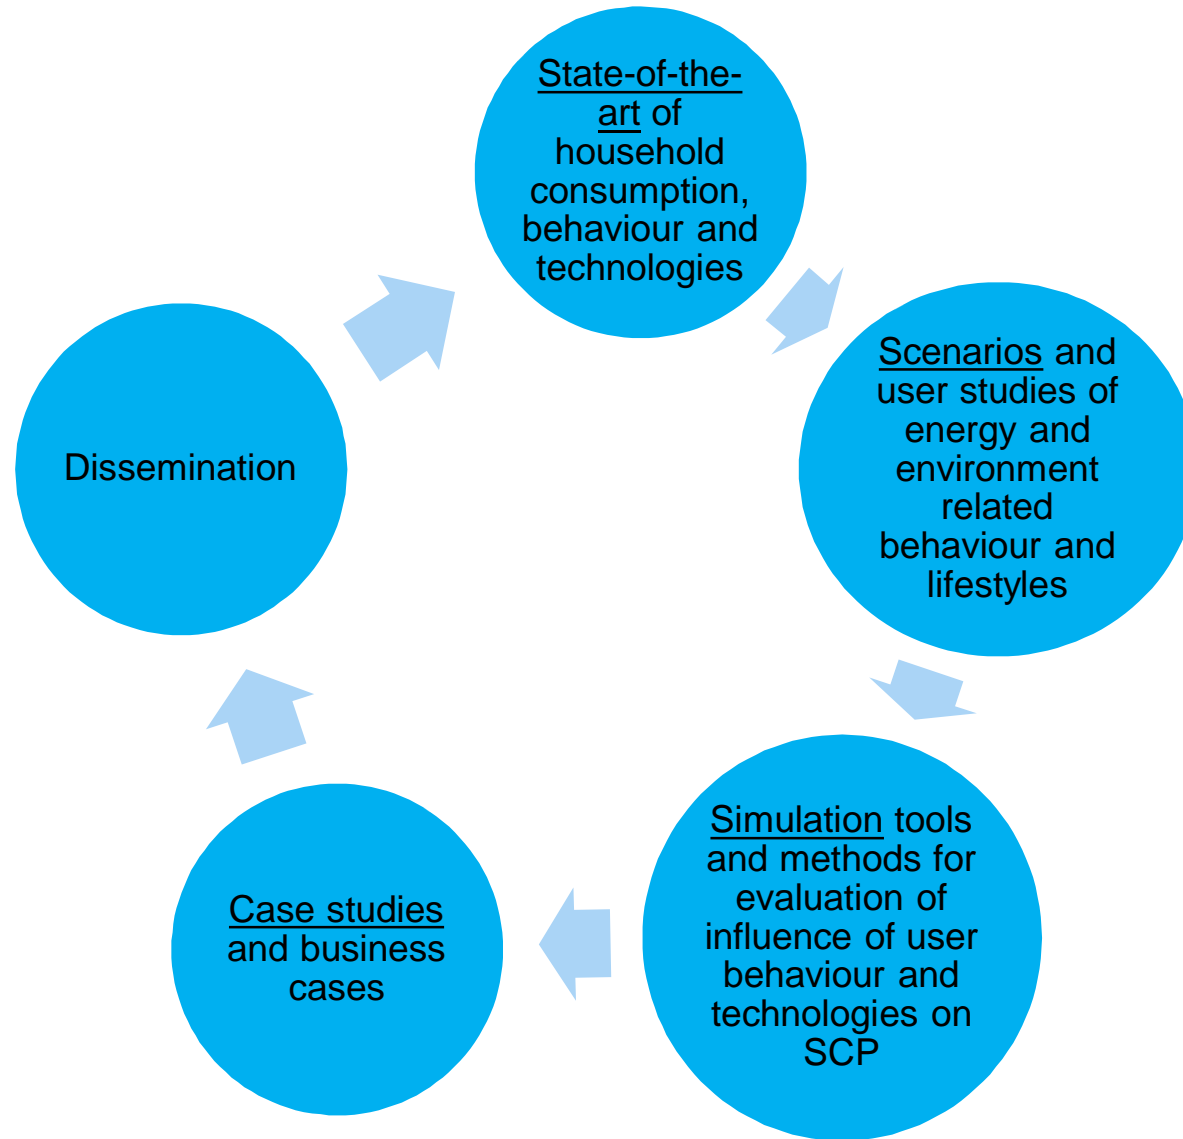 State-of-the-
art of
household
consumption,
behaviour and
technologies
Scenarios and
user studies of
energy and
environment
related
behaviour and
lifestyles
Simulation tools
and methods for
evaluation of
influence of user
behaviour and
technologies on
SCP
Case studies
and business
cases
Dissemination